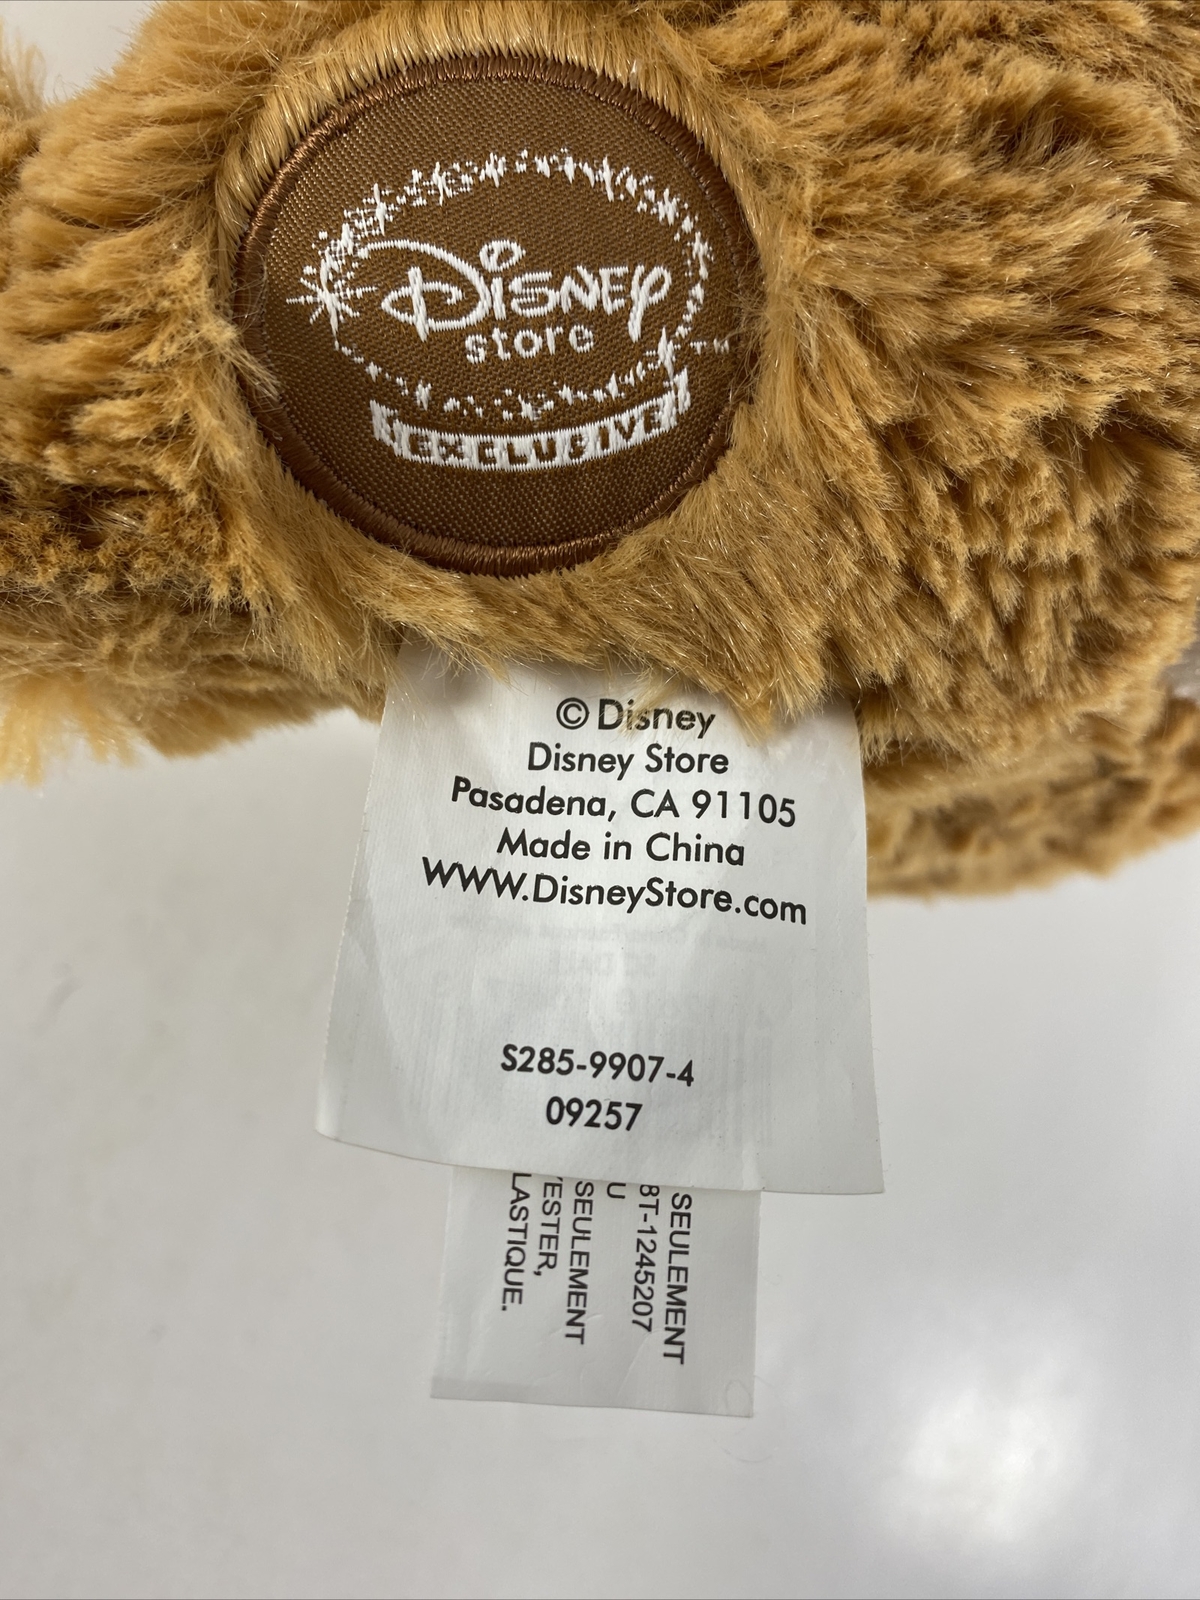 Disney
store
TM
EXCLUSIVE
© Disney
Disney Store
Pasadena, CA 91105
Made in China
WWW.DisneyStore.com
S285-9907-4
09257
SEULEMENT
BT-1245207
U
SEULEMENT
ESTER,
LASTIQUE.